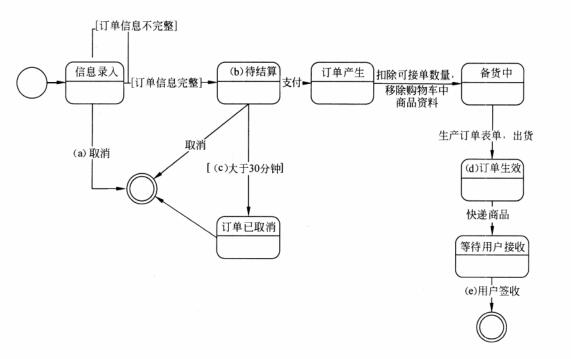 [订单信息不完整]
信息录入
[订单信息完整]
(b)待结算
支付
订单产生
扣除可接单数量,
移除购物车中
商品资料
备货中
(a)取消
取消
[(c)大于30分钟]
订单已取消
生产订单表单,出货
(d)订单生效
快递商品
等待用户接收
(e)用户签收